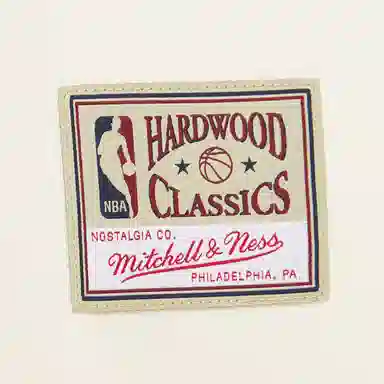 HARDWOOD
CLASSICS
NBA
NOSTALGIA CO.
Mitchell & Ness
PHILADELPHIA, PA